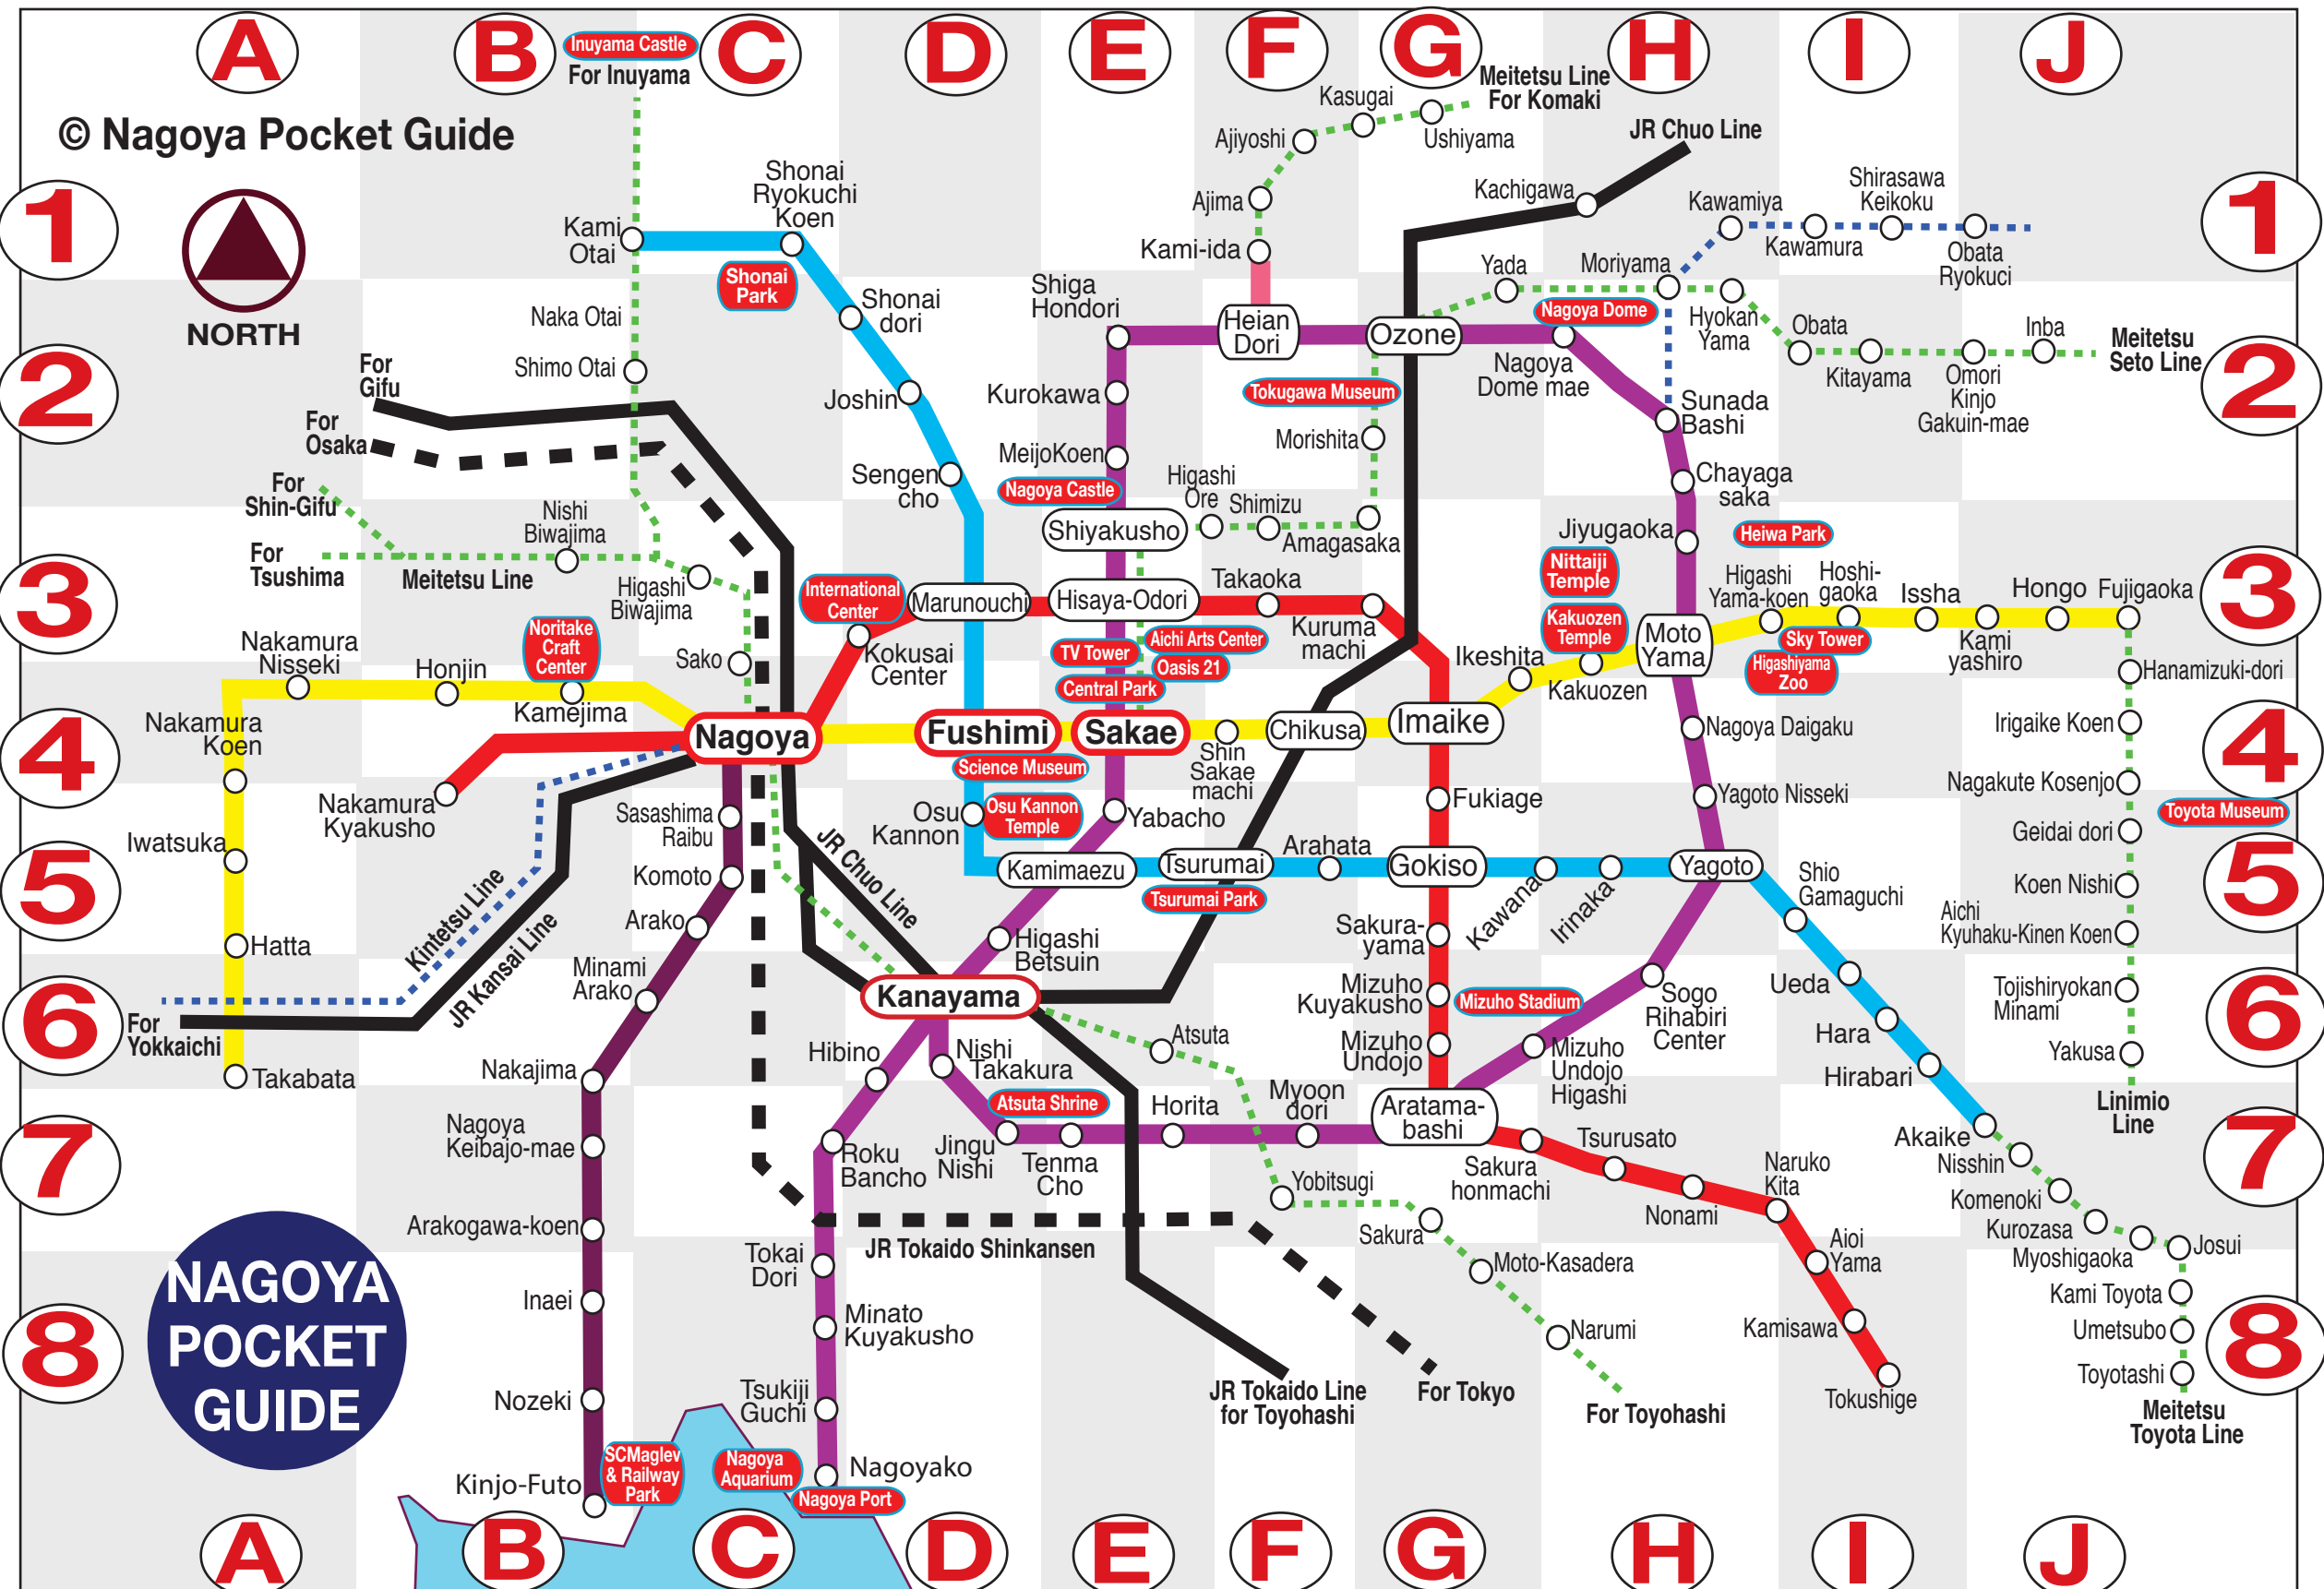 A
B
C
D
E
F
G
H
I
J
Inuyama Castle
For Inuyama
© Nagoya Pocket Guide
NORTH
1
2
3
4
5
6
7
8
1
2
3
4
5
6
7
8
Meitetsu Line
For Komaki
Kasugai
Ajiyoshi
Ushiyama
Ajima
Kami-ida
JR Chuo Line
Kachigawa
Kawamiya
Shirasawa
Keikoku
Kawamura
Obata
Ryokuci
Shonai
Ryokuchi
Koen
Kami
Otai
Shonai
Park
Shonai
dori
Naka Otai
Shimo Otai
Joshin
Sengen
cho
Shiga
Hondori
Heian
Dori
Ozone
Yada
Moriyama
Nagoya Dome
Hyokan
Yama
Obata
Inba
Kitayama
Omori
Kinjo
Gakuin-mae
Meitetsu
Seto Line
Nagoya
Dome mae
Sunada
Bashi
Kurokawa
Tokugawa Museum
Morishita
MeijoKoen
Nagoya Castle
Higashi
Ore
Shimizu
Amagasaka
Chayaga
saka
For
Gifu
For
Osaka
For
Shin-Gifu
For
Tsushima
Meitetsu Line
Nishi
Biwajima
Higashi
Biwajima
Sako
Shiyakusho
Jiyugaoka
Heiwa Park
Nittaiji
Temple
Kakuozen
Temple
Higashi
Yama-koen
Hoshi-
gaoka
Issha
Kami
yashiro
Hongo
Fujigaoka
Sky Tower
Higashiyama
Zoo
Moto
Yama
International
Center
Marunouchi
Hisaya-Odori
Takaoka
Kuruma
machi
Kokusai
Center
Aichi Arts Center
TV Tower
Oasis 21
Central Park
Ikeshita
Kakuozen
Hanamizuki-dori
Nakamura
Nisseki
Honjin
Noritake
Craft
Center
Kamejima
Nakamura
Koen
Nagoya
Fushimi
Sakae
Shin
Sakae
machi
Chikusa
Imaike
Nagoya Daigaku
Irigaike Koen
Nakamura
Kyakusho
Science Museum
Osu Kannon
Temple
Osu
Kannon
Yabacho
Fukiage
Yagoto Nisseki
Nagakute Kosenjo
Toyota Museum
Geidai dori
Sasashima
Raibu
Iwatsuka
Komoto
JR Chuo Line
Kamimaezu
Tsurumai
Arahata
Gokiso
Kawana
Irinaka
Yagoto
Shio
Gamaguchi
Koen Nishi
Tsurumai Park
Arako
Kintetsu Line
JR Kansai Line
Hatta
Higashi
Betsuin
Sakura-
yama
Aichi
Kyuhaku-Kinen Koen
Minami
Arako
Kanayama
Mizuho
Kuyakusho
Mizuho Stadium
Sogo
Rihabiri
Center
Ueda
Tojishiryokan
Minami
For
Yokkaichi
Takabata
Nakajima
Hibino
Nishi
Takakura
Atsuta
Mizuho
Undojo
Mizuho
Undojo
Higashi
Hara
Hirabari
Yakusa
Linimio
Line
Nagoya
Keibajo-mae
Roku
Bancho
Atsuta Shrine
Jingu
Nishi
Tenma
Cho
Horita
Myoon
dori
Aratama-
bashi
Sakura
honmachi
Tsurusato
Nonami
Naruko
Kita
Akaike
Nisshin
Komenoki
Kurozasa
Myoshigaoka
Josui
Yobitsugi
Sakura
Arakogawa-koen
NAGOYA
POCKET
GUIDE
Inaei
Tokai
Dori
JR Tokaido Shinkansen
Moto-Kasadera
Aioi
Yama
Kami Toyota
Minato
Kuyakusho
Narumi
Kamisawa
Umetsubo
Nozeki
Tsukiji
Guchi
JR Tokaido Line
for Toyohashi
For Tokyo
For Toyohashi
Tokushige
Toyotashi
Meitetsu
Toyota Line
Kinjo-Futo
SCMaglev
& Railway
Park
Nagoya
Aquarium
Nagoyako
Nagoya Port
A
B
C
D
E
F
G
H
I
J